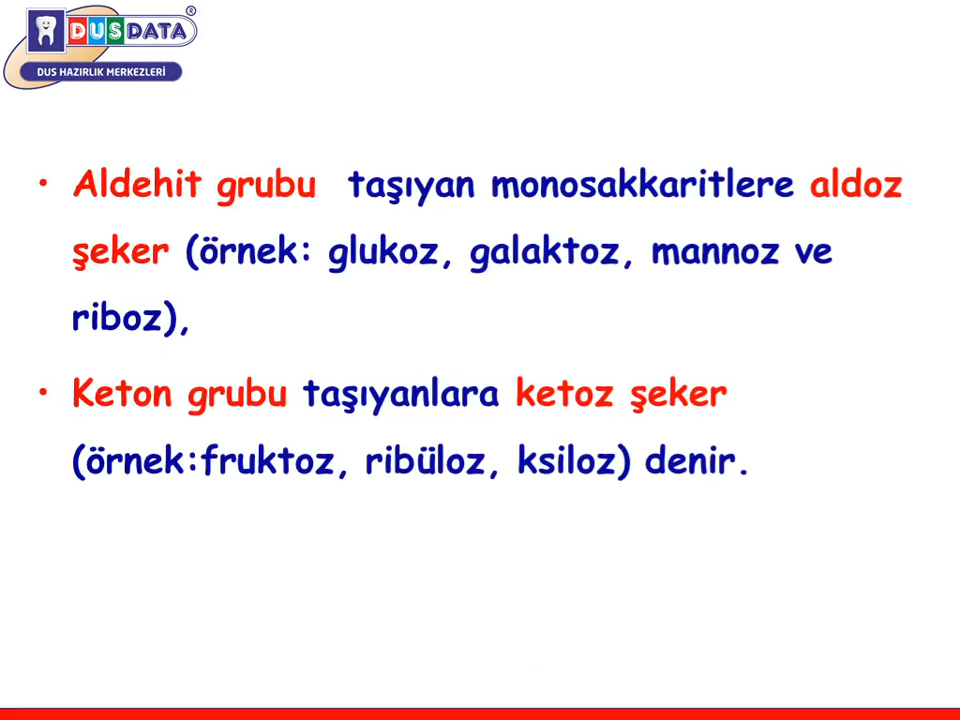 DUSDATA®
DUS HAZIRLIK MERKEZLERİ
• Aldehit grubu taşıyan monosakkaritlere aldoz
şeker (örnek: glukoz, galaktoz, mannoz ve
riboz),
• Keton grubu taşıyanlara ketoz şeker
(örnek:fruktoz, ribüloz, ksiloz) denir.